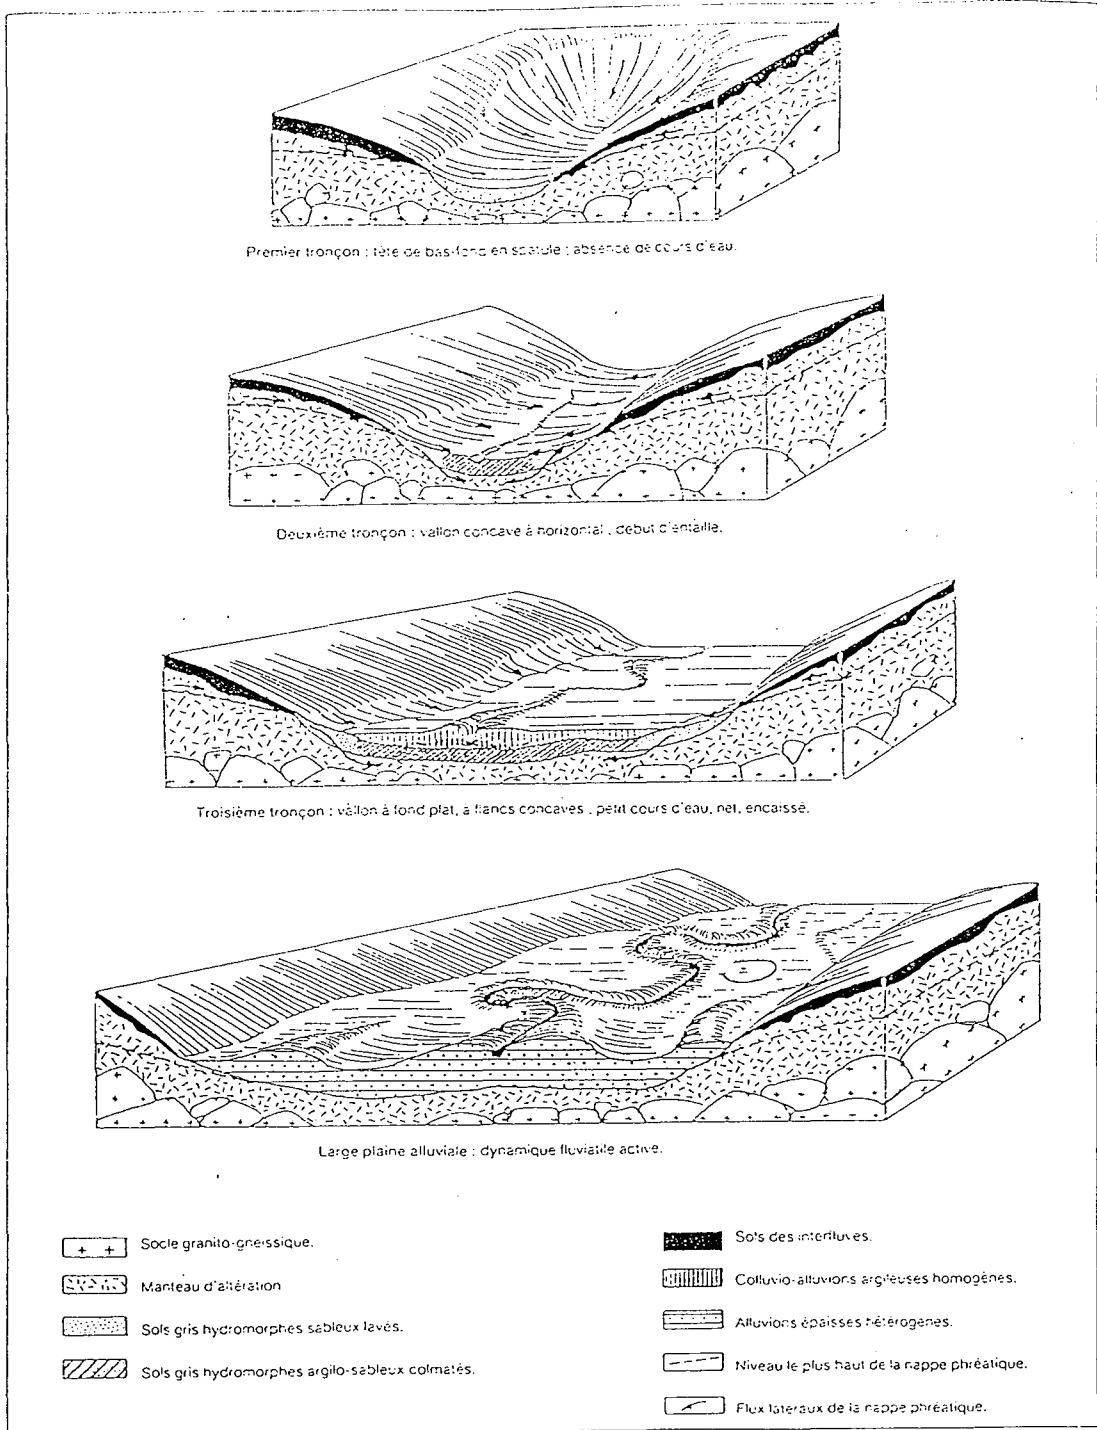 Premier tronçon : tête de bas-fond en spatule ; absence de cours d'eau.
Deuxième tronçon : vallon concave à horizontal , début d'entaille.
Troisième tronçon : vallon à fond plat, à flancs concaves , petit cours d'eau, net, encaissé.
Large plaine alluviale : dynamique fluviatile active.
Socle granito-gneissique.
Manteau d'altération
Sols gris hydromorphes sableux lavés.
Sols gris hydromorphes argilo-sableux colmatés.
Sols des interfluves.
Colluvio-alluvions argileuses homogènes.
Alluvions épaisses hétérogènes.
Niveau le plus haut de la nappe phréatique.
Flux latéraux de la nappe phréatique.